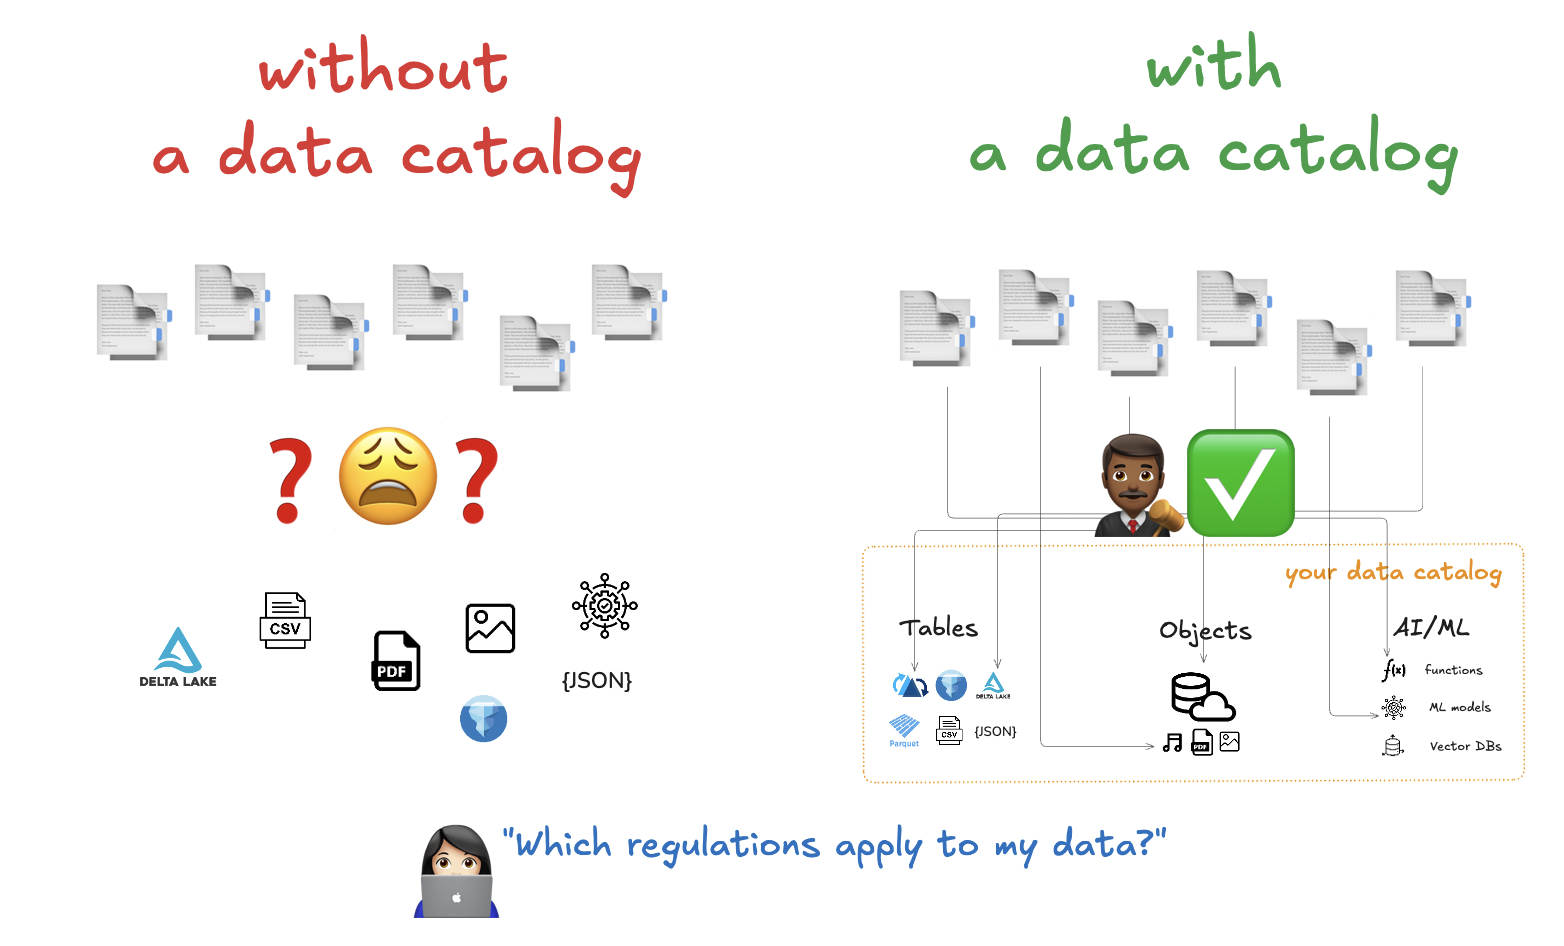 without
a data catalog
with
a data catalog
CSV
PDF
DELTA LAKE
{JSON}
your data catalog
Tables
Objects
AI/ML
DELTA LAKE
Parquet
CSV
{JSON}
PDF
f(x) functions
ML models
Vector DBs
"Which regulations apply to my data?"